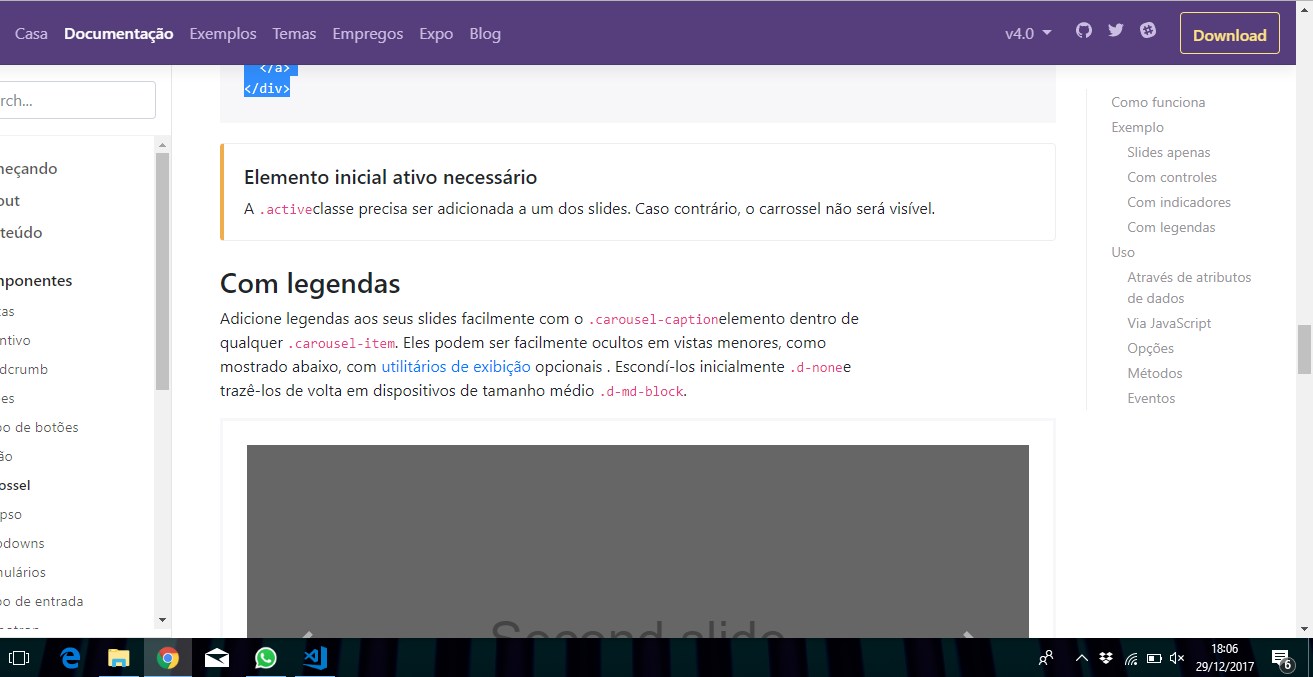 Casa Documentação Exemplos Temas Empregos Expo Blog v4.0 Download
</a>
</div>
rch...
neçando
out
teúdo
nponentes
tas
ntivo
dcrumb
es
po de botões
ão
ossel
pso
pdowns
nulários
po de entrada
Elemento inicial ativo necessário
A .activeclasse precisa ser adicionada a um dos slides. Caso contrário, o carrossel não será visível.
Com legendas
Adicione legendas aos seus slides facilmente com o .carousel-captionelemento dentro de
qualquer .carousel-item. Eles podem ser facilmente ocultos em vistas menores, como
mostrado abaixo, com utilitários de exibição opcionais . Escondí-los inicialmente .d-nonee
trazê-los de volta em dispositivos de tamanho médio .d-md-block.
Second slide
Como funciona
Exemplo
Slides apenas
Com controles
Com indicadores
Com legendas
Uso
Através de atributos
de dados
Via JavaScript
Opções
Métodos
Eventos
18:06
29/12/2017
6